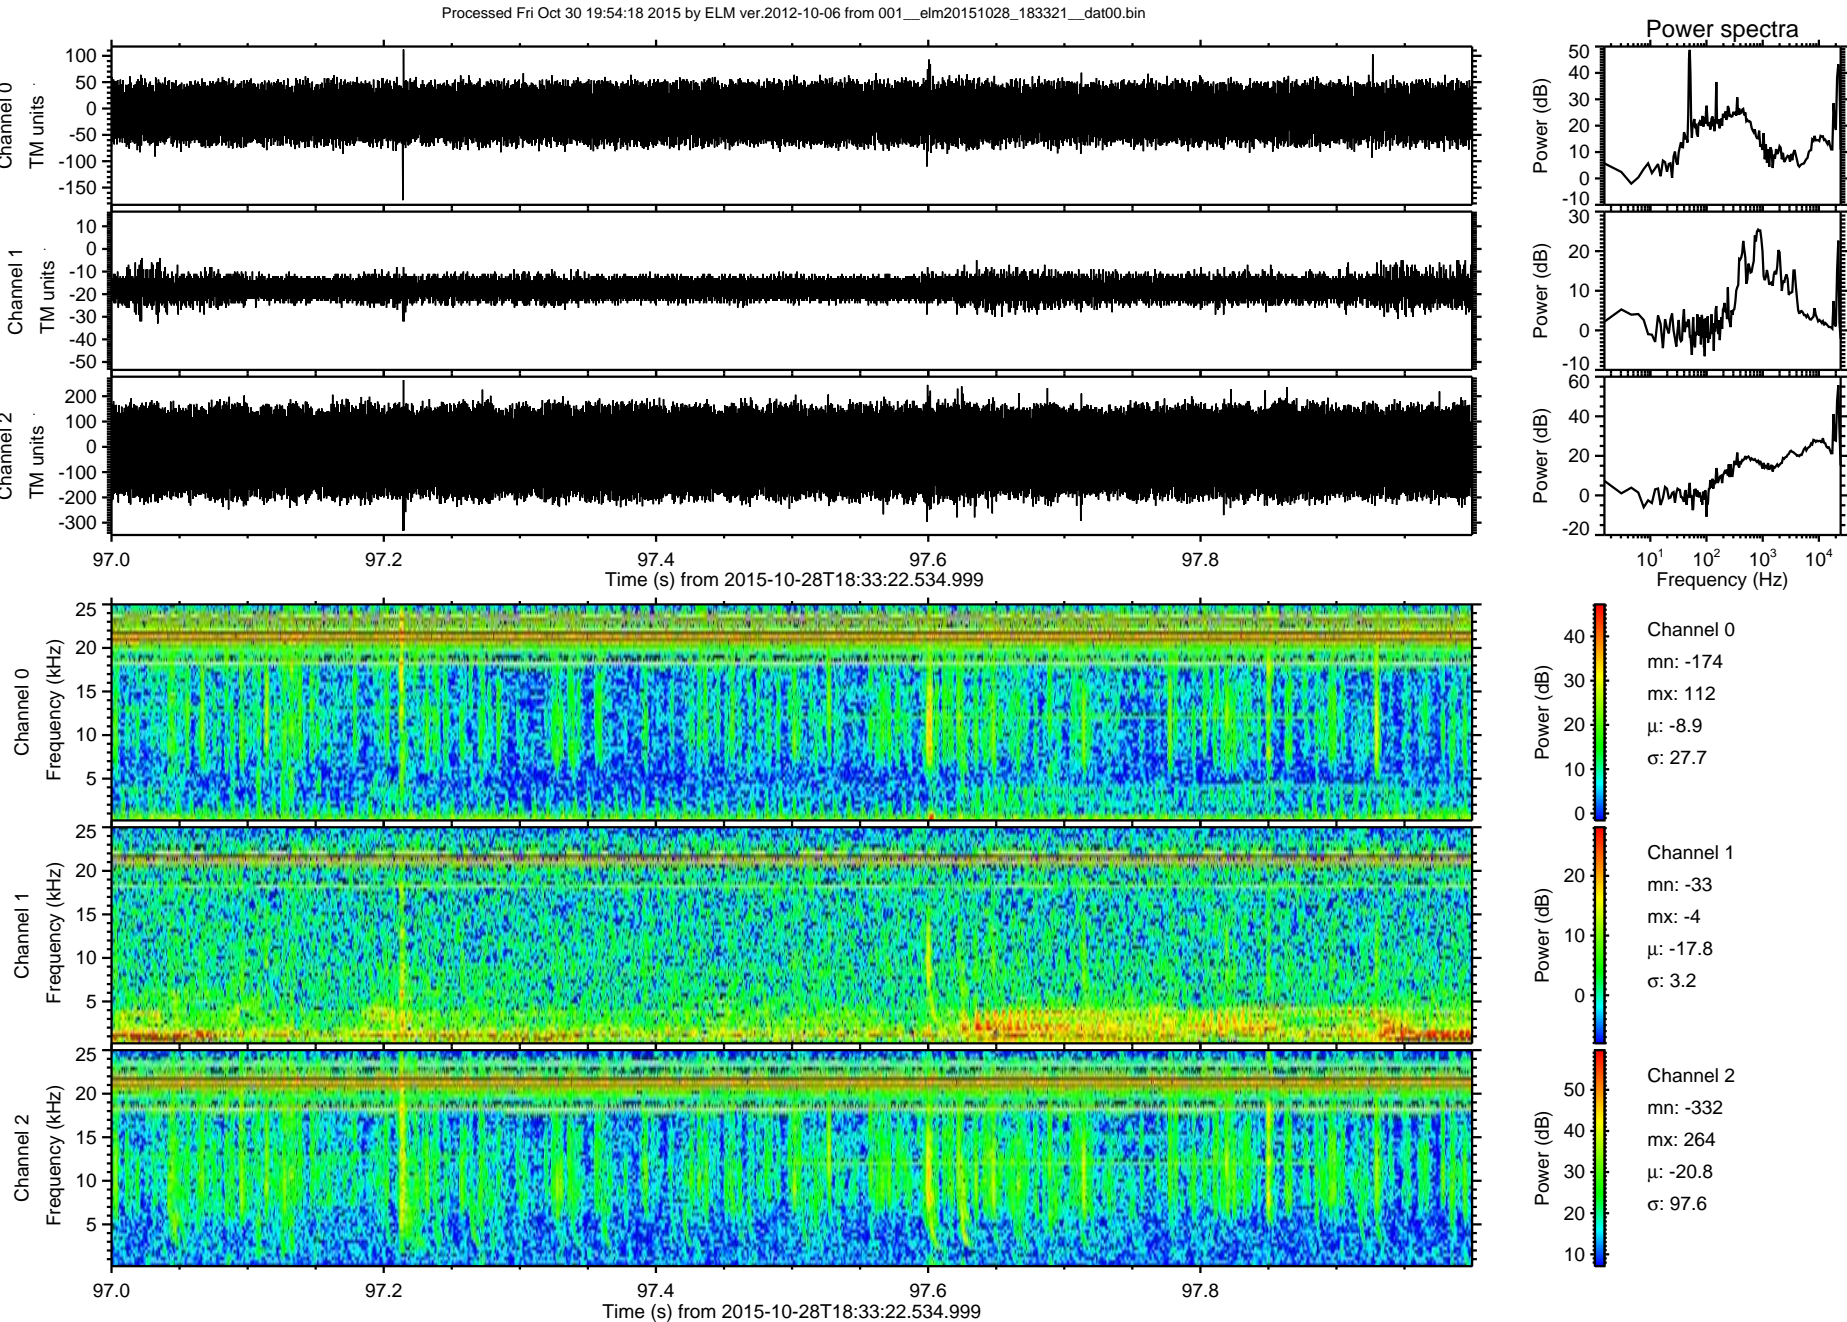 Processed Fri Oct 30 19:54:18 2015 by ELM ver.2012-10-06 from 001__elm20151028_183321__dat00.bin
Power spectra
Channel 0
TM units
100
50
0
-50
-100
-150
Power (dB)
50
40
30
20
10
0
-10
Channel 1
TM units
10
0
-10
-20
-30
-40
-50
Power (dB)
30
20
10
0
-10
Channel 2
TM units
200
100
0
-100
-200
-300
Power (dB)
60
40
20
0
-20
97.0 97.2 97.4 97.6 97.8
Time (s) from 2015-10-28T18:33:22.534.999
10¹ 10² 10³ 10⁴
Frequency (Hz)
Channel 0
Frequency (kHz)
25
20
15
10
5
Power (dB)
40
30
20
10
0
Channel 0
mn: -174
mx: 112
μ: -8.9
σ: 27.7
Channel 1
Frequency (kHz)
25
20
15
10
5
Power (dB)
20
10
0
Channel 1
mn: -33
mx: -4
μ: -17.8
σ: 3.2
Channel 2
Frequency (kHz)
25
20
15
10
5
Power (dB)
50
40
30
20
10
Channel 2
mn: -332
mx: 264
μ: -20.8
σ: 97.6
97.0 97.2 97.4 97.6 97.8
Time (s) from 2015-10-28T18:33:22.534.999